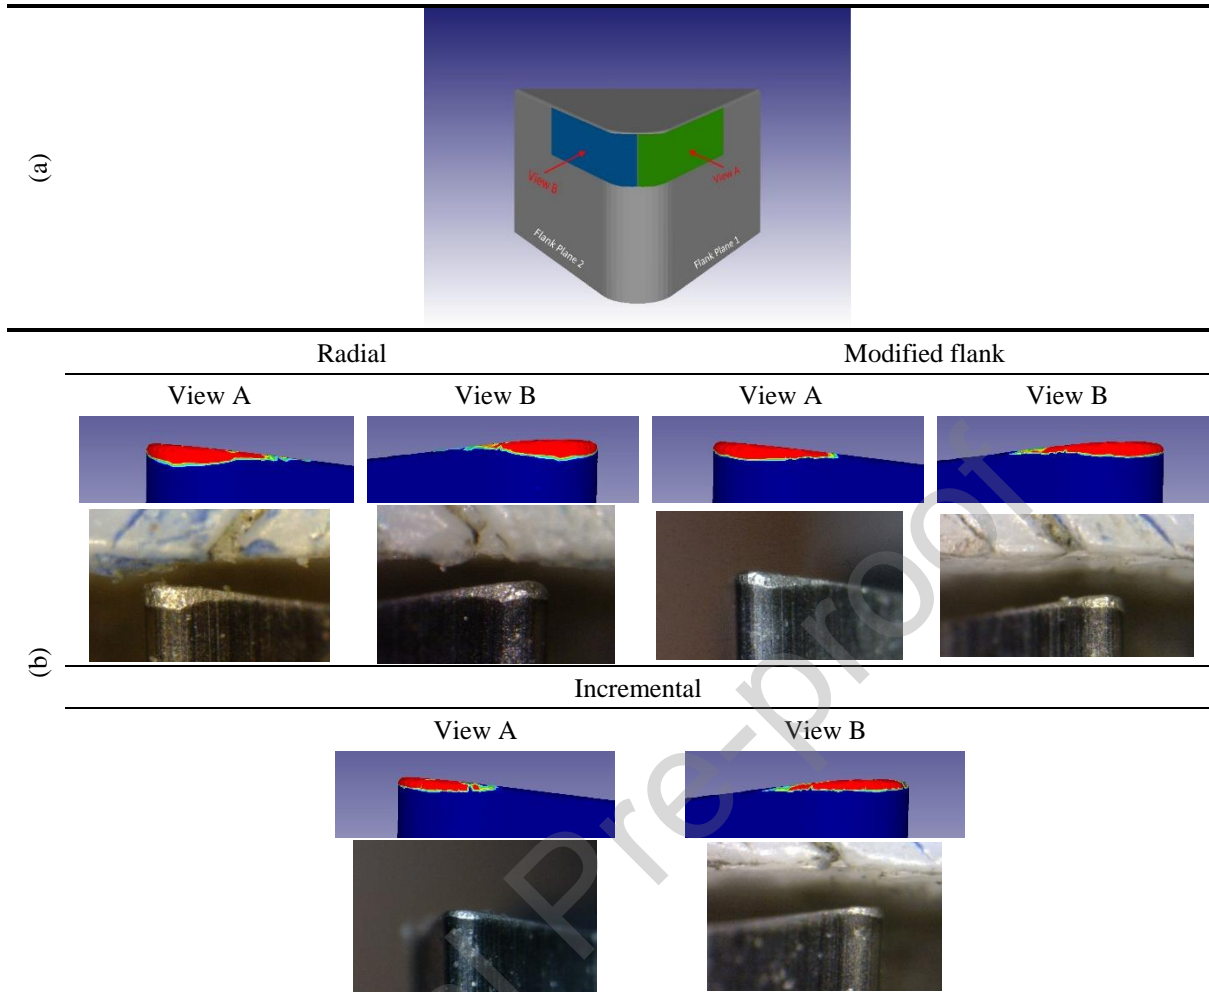 (a)
View B
View A
Flank Plane 2
Flank Plane 1
(b)
Radial
Modified flank
View A
View B
View A
View B
Incremental
View A
View B
Pre-proof